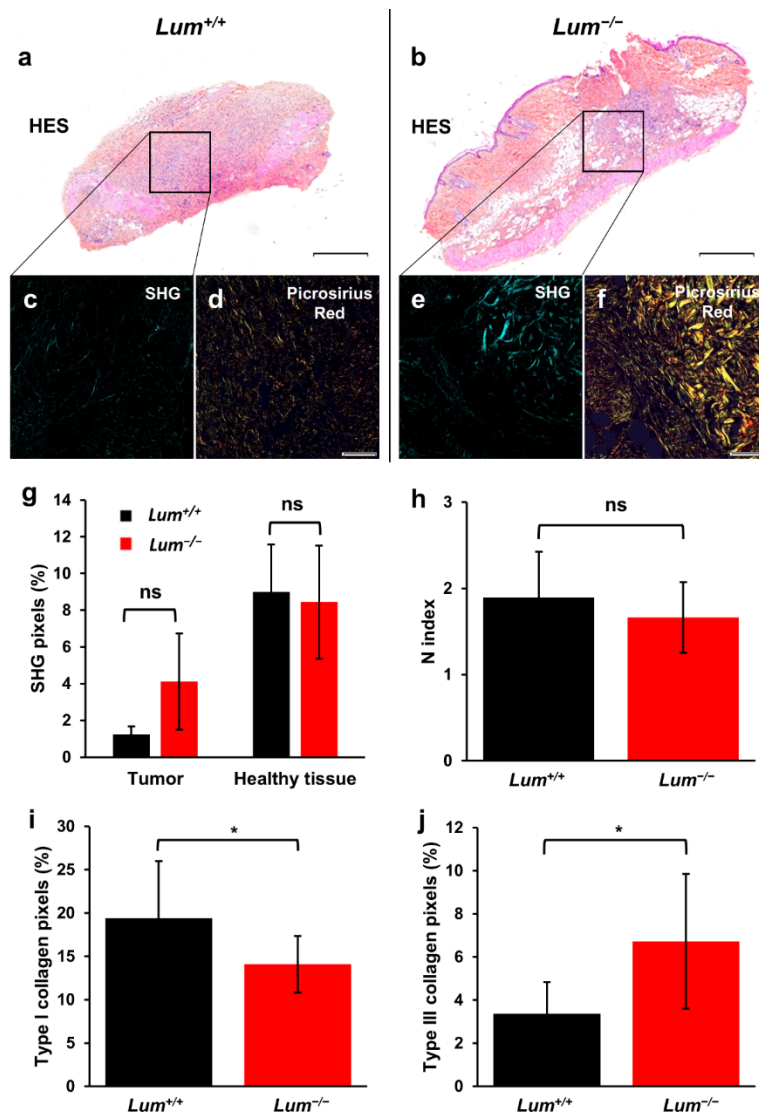 Lum+/+
Lum−/−
a
HES
b
HES
c
SHG
d
Picrosirius
Red
e
SHG
f
Picrosirius
Red
g
SHG pixels (%)
14
12
10
8
6
4
2
0
Lum+/+
Lum−/−
ns
ns
Tumor
Healthy tissue
h
N index
3
2
1
0
ns
Lum+/+
Lum−/−
i
Type I collagen pixels (%)
30
25
20
15
10
5
0
*
Lum+/+
Lum−/−
j
Type III collagen pixels (%)
12
10
8
6
4
2
0
*
Lum+/+
Lum−/−